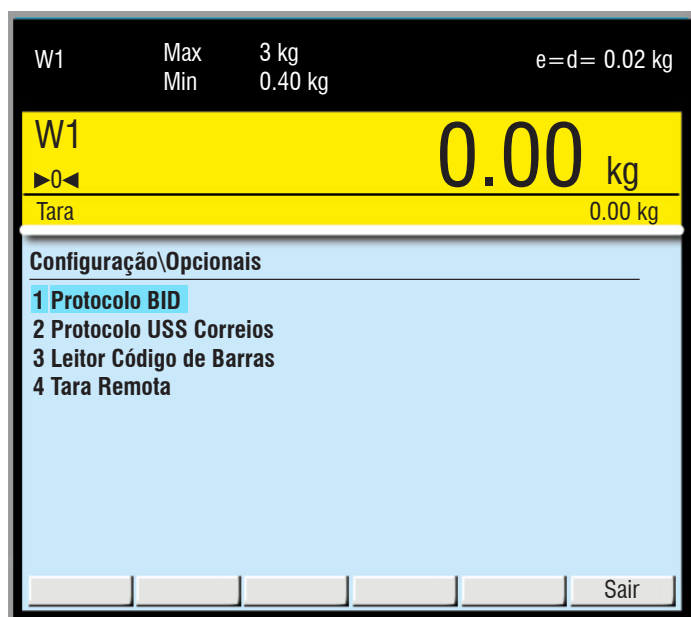 W1 Max 3 kg e=d= 0.02 kg
Min 0.40 kg
W1 0.00 kg
►0◄
Tara 0.00 kg
Configuração\Opcionais
1 Protocolo BID
2 Protocolo USS Correios
3 Leitor Código de Barras
4 Tara Remota
Sair